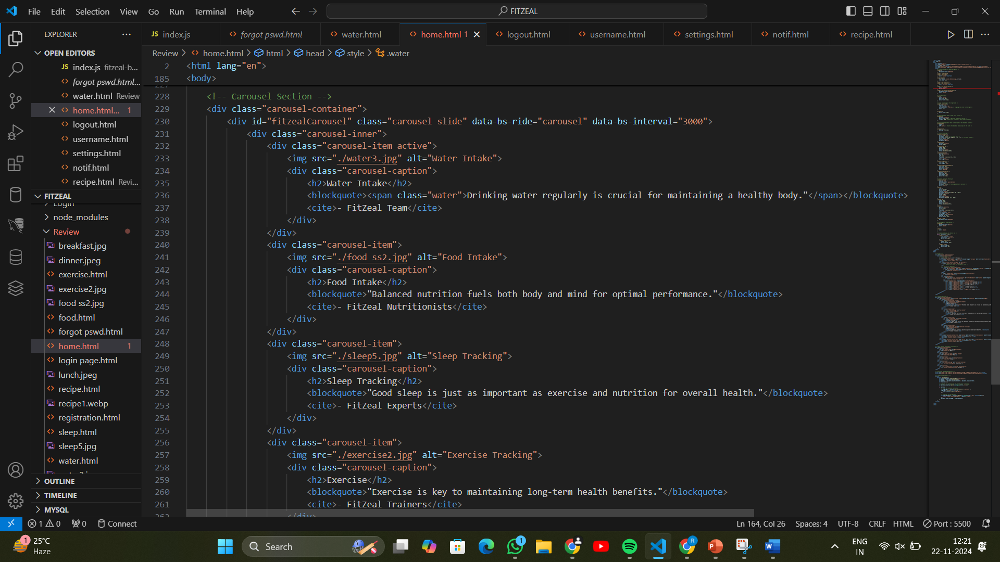 File Edit Selection View Go Run Terminal Help
FITZEAL
EXPLORER
JS index.js
forgot pswd.html
water.html
home.html 1
logout.html
username.html
settings.html
notif.html
recipe.html
OPEN EDITORS
JS index.js fitzeal-b...
forgot pswd.html...
water.html Review
home.html... 1
logout.html
username.html
settings.html
notif.html
recipe.html Revi...
FITZEAL
Login
node_modules
Review
breakfast.jpg
dinner.jpeg
exercise.html
exercise2.jpg
food ss2.jpg
food.html
forgot pswd.html
home.html 1
login page.html
lunch.jpeg
recipe.html
recipe1.webp
registration.html
sleep.html
sleep5.jpg
water.html
OUTLINE
TIMELINE
MYSQL
Review > home.html > html > head > style > .water
2 <html lang="en">
185 <body>
228 <!-- Carousel Section -->
229 <div class="carousel-container">
230 <div id="fitzealCarousel" class="carousel slide" data-bs-ride="carousel" data-bs-interval="3000">
231 <div class="carousel-inner">
232 <div class="carousel-item active">
233 <img src="./water3.jpg" alt="Water Intake">
234 <div class="carousel-caption">
235 <h2>Water Intake</h2>
236 <blockquote><span class="water">Drinking water regularly is crucial for maintaining a healthy body."</span></blockquote>
237 <cite>- FitZeal Team</cite>
238 </div>
239 </div>
240 <div class="carousel-item">
241 <img src="./food ss2.jpg" alt="Food Intake">
242 <div class="carousel-caption">
243 <h2>Food Intake</h2>
244 <blockquote>"Balanced nutrition fuels both body and mind for optimal performance."</blockquote>
245 <cite>- FitZeal Nutritionists</cite>
246 </div>
247 </div>
248 <div class="carousel-item">
249 <img src="./sleep5.jpg" alt="Sleep Tracking">
250 <div class="carousel-caption">
251 <h2>Sleep Tracking</h2>
252 <blockquote>"Good sleep is just as important as exercise and nutrition for overall health."</blockquote>
253 <cite>- FitZeal Experts</cite>
254 </div>
255 </div>
256 <div class="carousel-item">
257 <img src="./exercise2.jpg" alt="Exercise Tracking">
258 <div class="carousel-caption">
259 <h2>Exercise</h2>
260 <blockquote>"Exercise is key to maintaining long-term health benefits."</blockquote>
261 <cite>- FitZeal Trainers</cite>
262 </div>
1 0 0 Connect
Ln 164, Col 26 Spaces: 4 UTF-8 CRLF HTML Port : 5500
1 25°C
Haze
Search
1
R
ENG
IN
12:21
22-11-2024